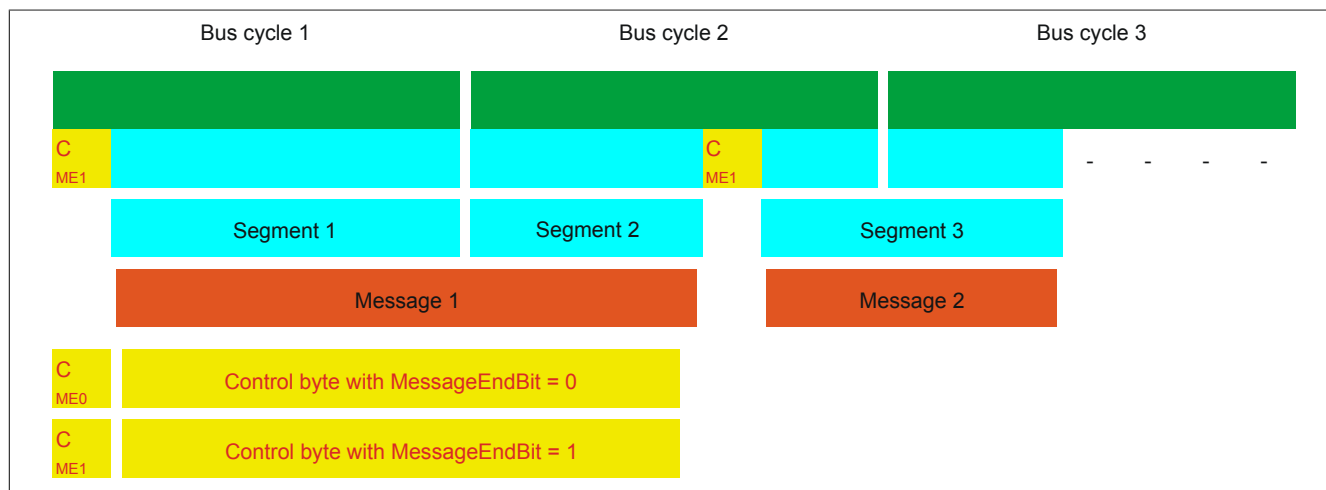 Bus cycle 1 Bus cycle 2 Bus cycle 3
C C
ME1 ME1 - - - -
Segment 1 Segment 2 Segment 3
Message 1 Message 2
C
ME0 Control byte with MessageEndBit = 0
C
ME1 Control byte with MessageEndBit = 1